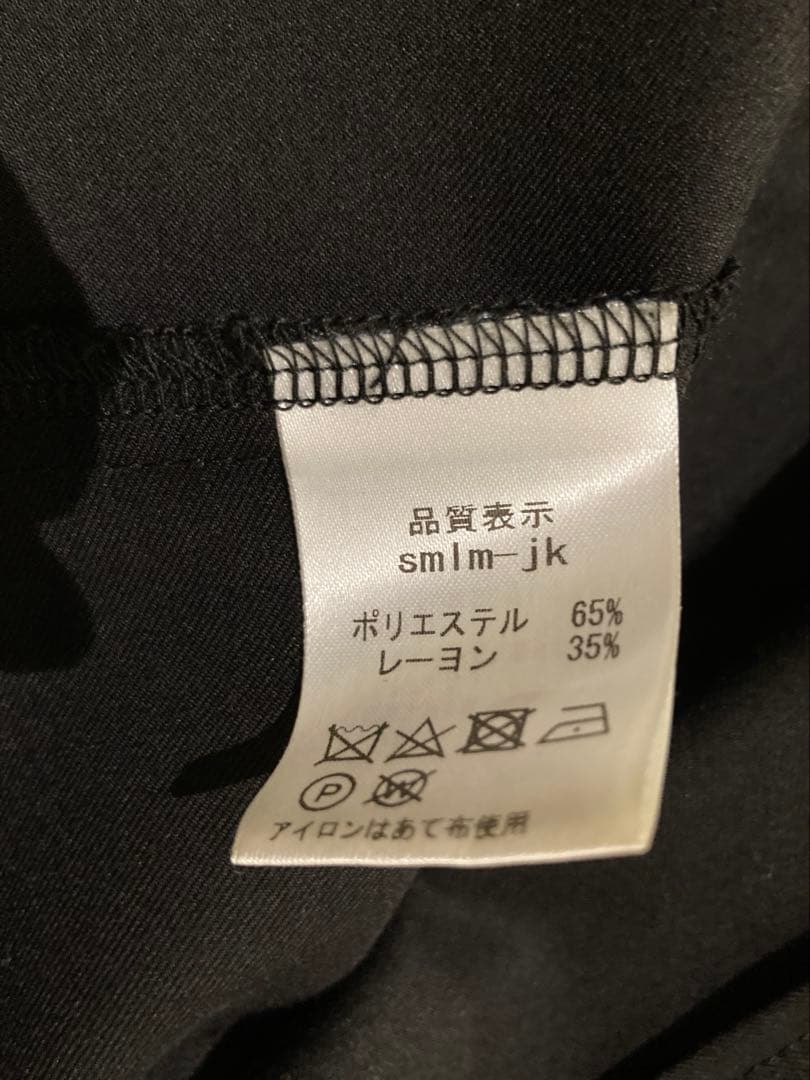 品質表示
smlm-jk
ポリエステル 65%
レーヨン 35%
P W
アイロンはあて布使用